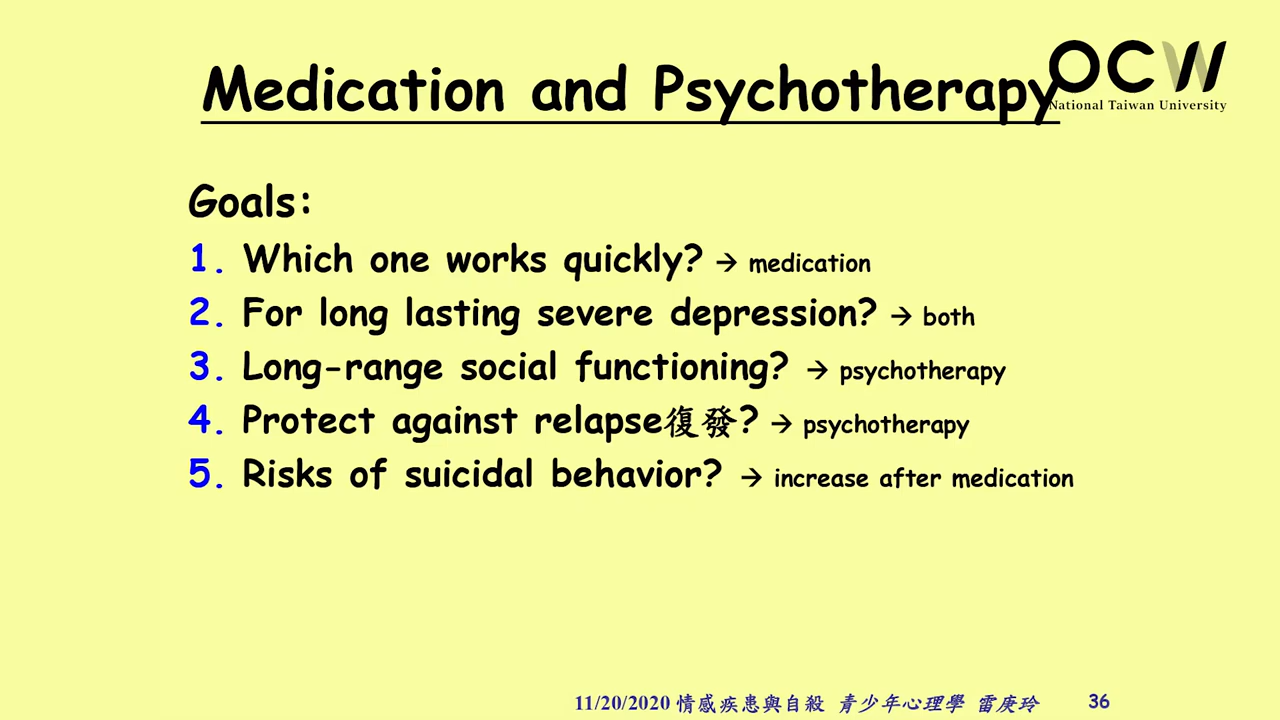 Medication and Psychotherapy
OCW
National Taiwan University
Goals:
1. Which one works quickly? → medication
2. For long lasting severe depression? → both
3. Long-range social functioning? → psychotherapy
4. Protect against relapse復發? → psychotherapy
5. Risks of suicidal behavior? → increase after medication
11/20/2020 情感疾患與自殺 青少年心理學 雷庚玲 36